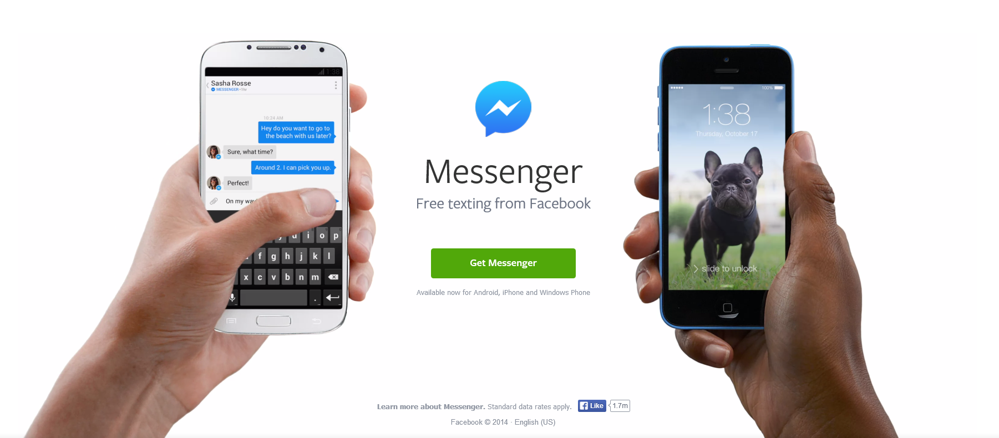 1:38
Sasha Rosse
MESSENGER • 1hr
10:24 AM
Hey do you want to go to
the beach with us later?
Sure, what time?
Around 2. I can pick you up.
Perfect!
On my way
y u i o p
f g h j k l
x c v b n m
.
Messenger
Free texting from Facebook
Get Messenger
Available now for Android, iPhone and Windows Phone
100%
1:38
Thursday, October 17
> slide to unlock
Learn more about Messenger. Standard data rates apply. Like 1.7m
Facebook © 2014 · English (US)